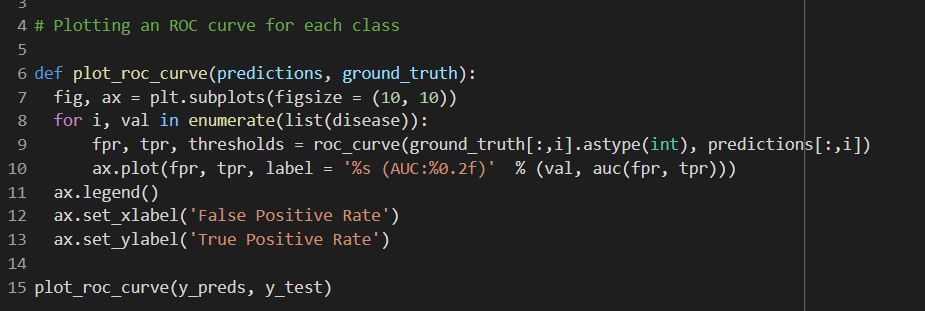 3
4 # Plotting an ROC curve for each class
5
6 def plot_roc_curve(predictions, ground_truth):
7   fig, ax = plt.subplots(figsize = (10, 10))
8   for i, val in enumerate(list(disease)):
9       fpr, tpr, thresholds = roc_curve(ground_truth[:,i].astype(int), predictions[:,i])
10       ax.plot(fpr, tpr, label = '%s (AUC:%0.2f)'  % (val, auc(fpr, tpr)))
11   ax.legend()
12   ax.set_xlabel('False Positive Rate')
13   ax.set_ylabel('True Positive Rate')
14
15 plot_roc_curve(y_preds, y_test)